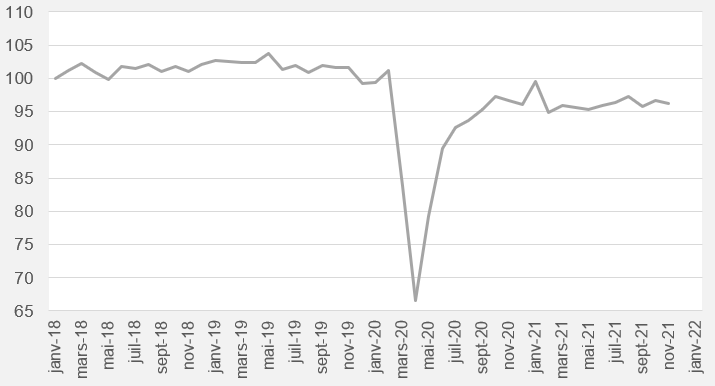 110
105
100
95
90
85
80
75
70
65
janv-18
mars-18
mai-18
juil-18
sept-18
nov-18
janv-19
mars-19
mai-19
juil-19
sept-19
nov-19
janv-20
mars-20
mai-20
juil-20
sept-20
nov-20
janv-21
mars-21
mai-21
juil-21
sept-21
nov-21
janv-22